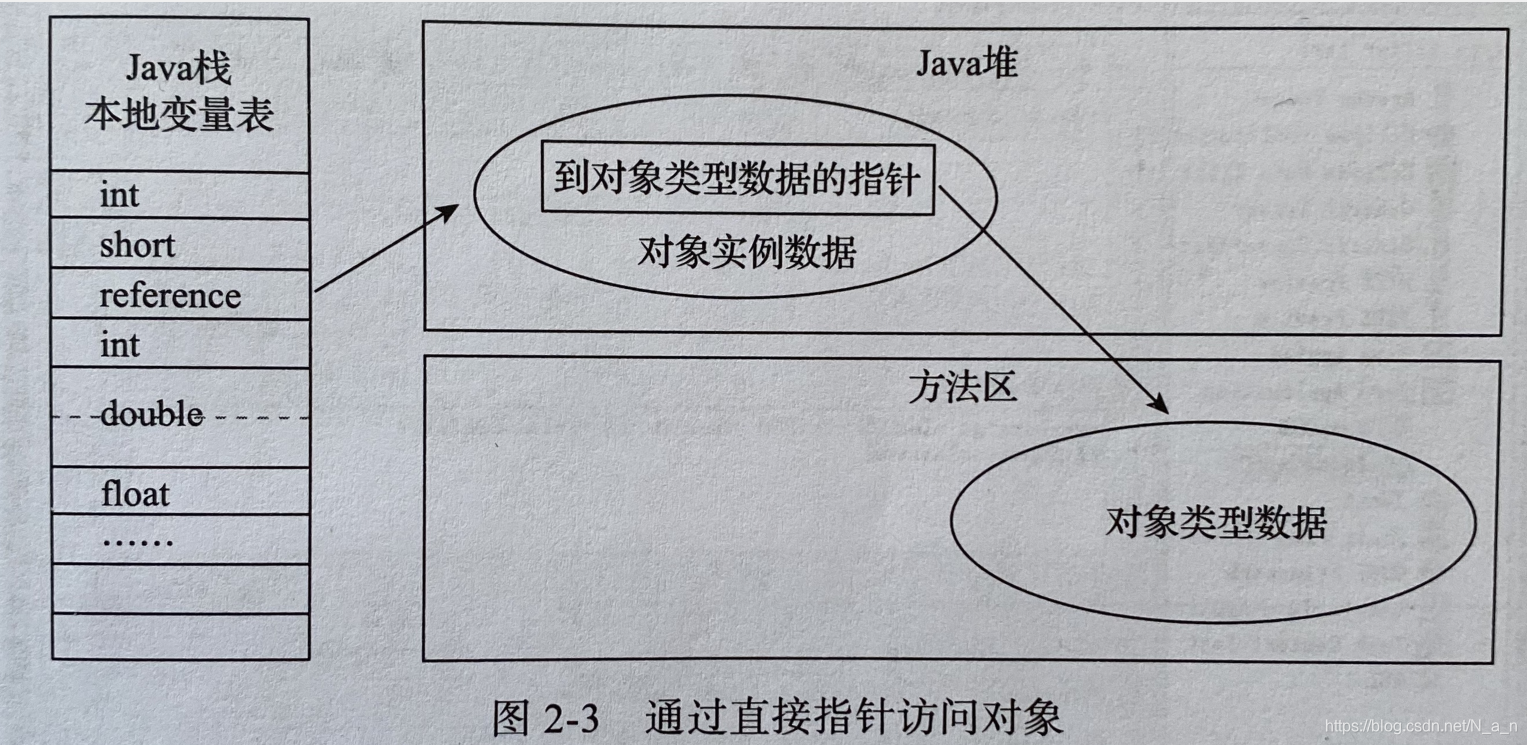 Java栈
本地变量表
int
short
reference
int
double
float
……
Java堆
到对象类型数据的指针
对象实例数据
方法区
对象类型数据
图 2-3 通过直接指针访问对象
https://blog.csdn.net/N_a_n